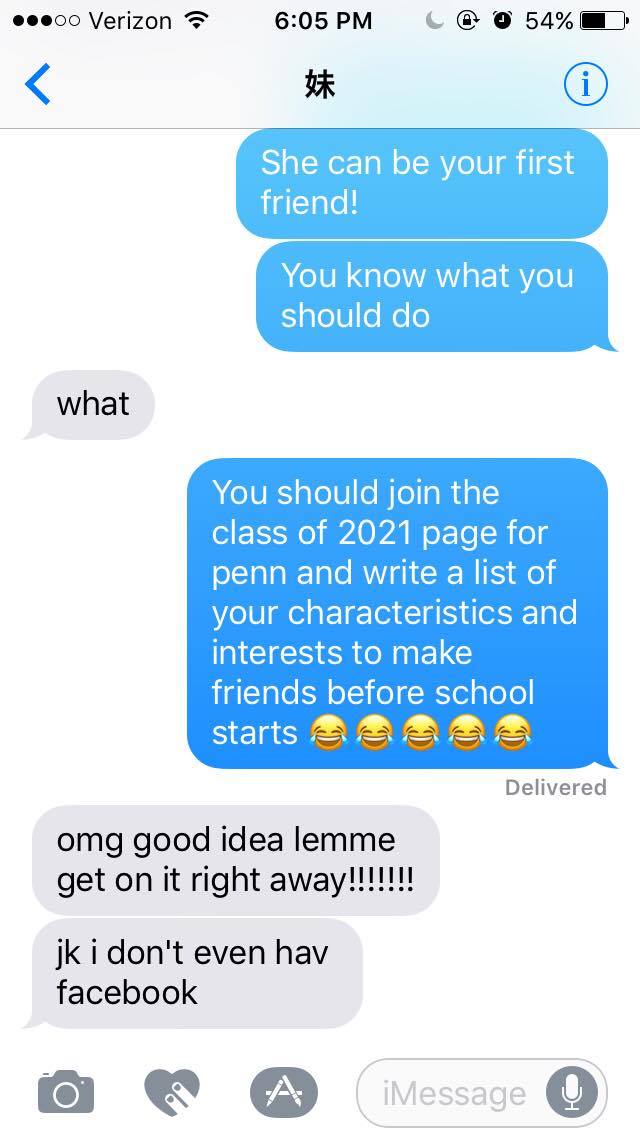 Verizon 6:05 PM 54%
妹
She can be your first
friend!
You know what you
should do
what
You should join the
class of 2021 page for
penn and write a list of
your characteristics and
interests to make
friends before school
starts 😂😂😂😂😂
Delivered
omg good idea lemme
get on it right away!!!!!!!
jk i don't even hav
facebook
iMessage